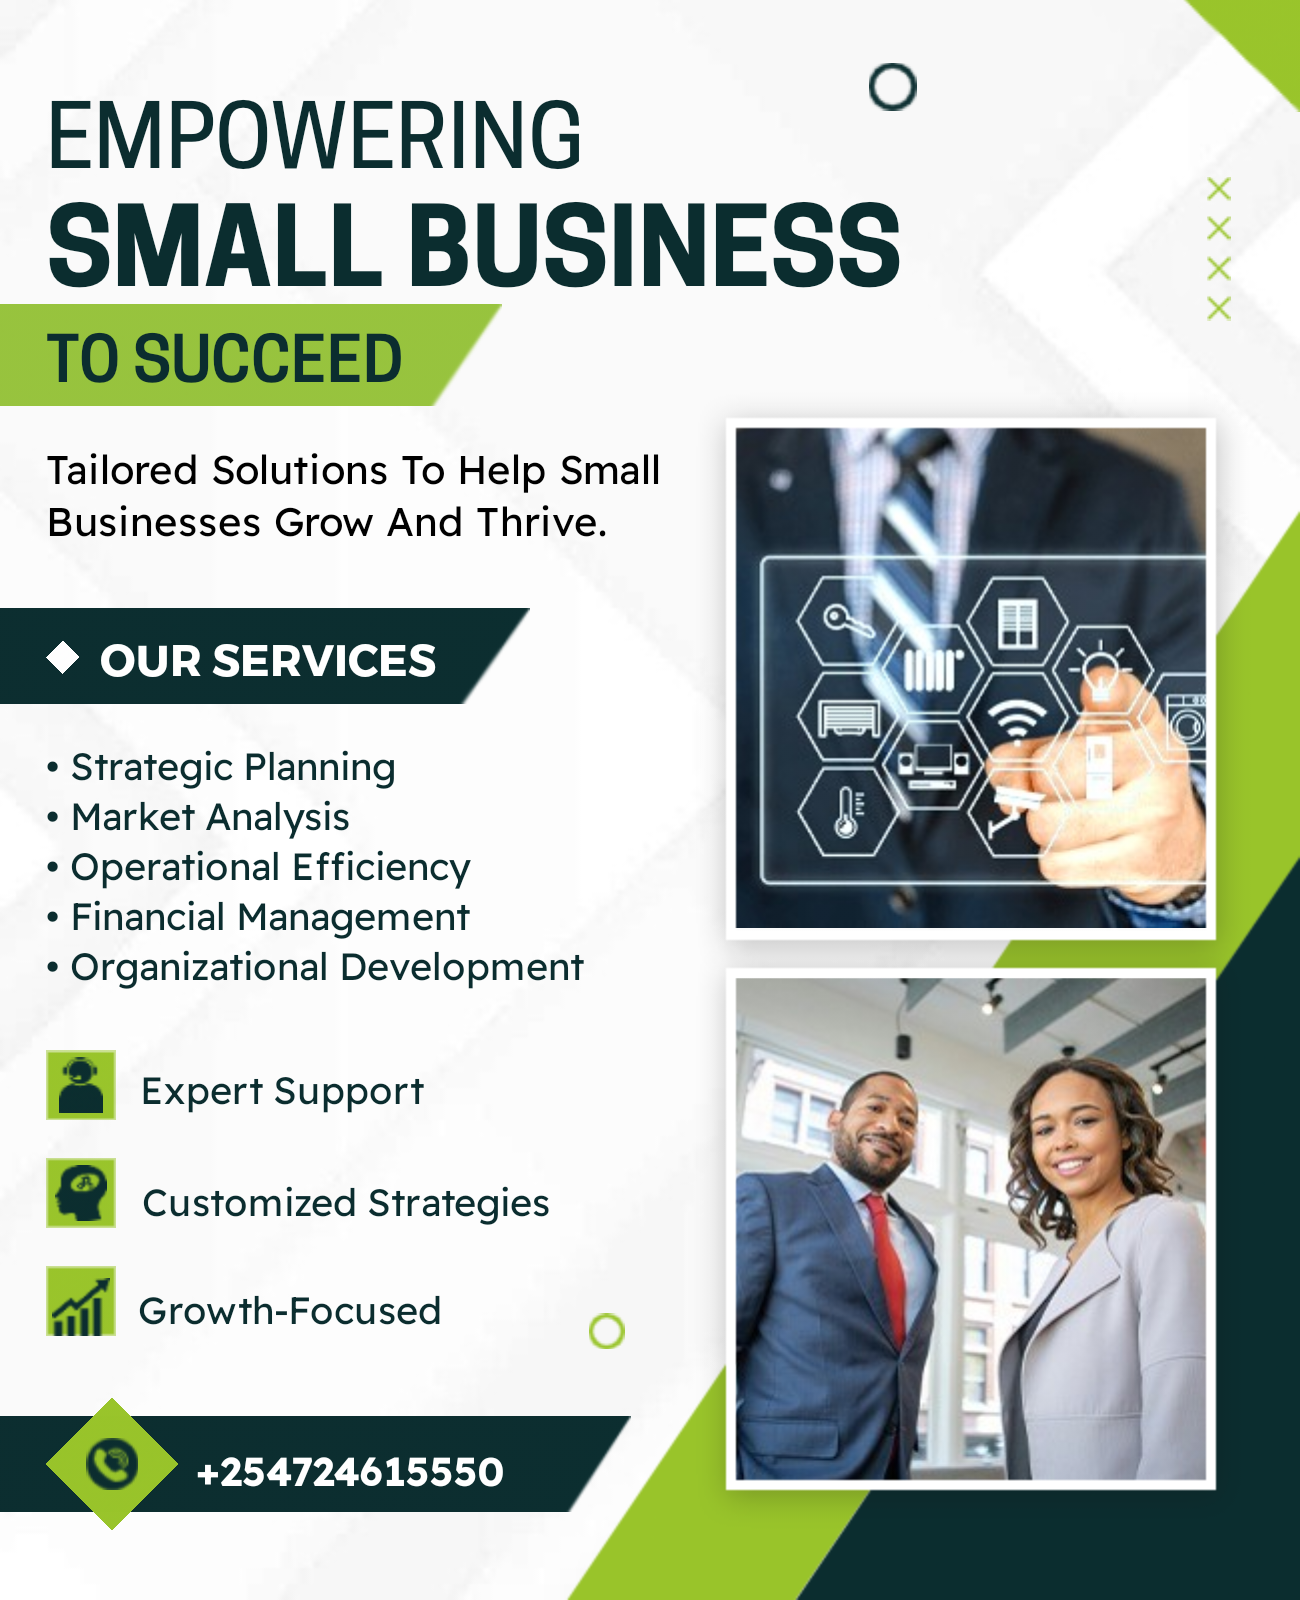 EMPOWERING
SMALL BUSINESS
TO SUCCEED
Tailored Solutions To Help Small
Businesses Grow And Thrive.
OUR SERVICES
• Strategic Planning
• Market Analysis
• Operational Efficiency
• Financial Management
• Organizational Development
Expert Support
Customized Strategies
Growth-Focused
+254724615550